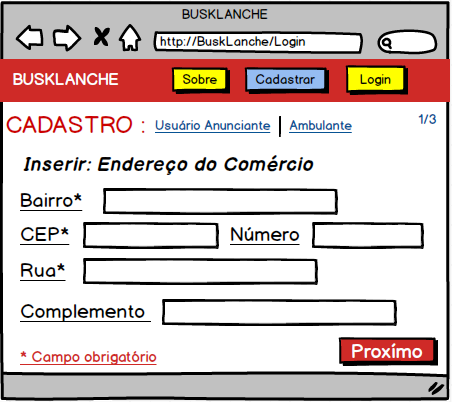 BUSKLANCHE
http://BuskLanche/Login
BUSKLANCHE Sobre Cadastrar Login
CADASTRO : Usuário Anunciante | Ambulante 1/3
Inserir: Endereço do Comércio
Bairro*
CEP* Número
Rua*
Complemento
* Campo obrigatório Proxímo